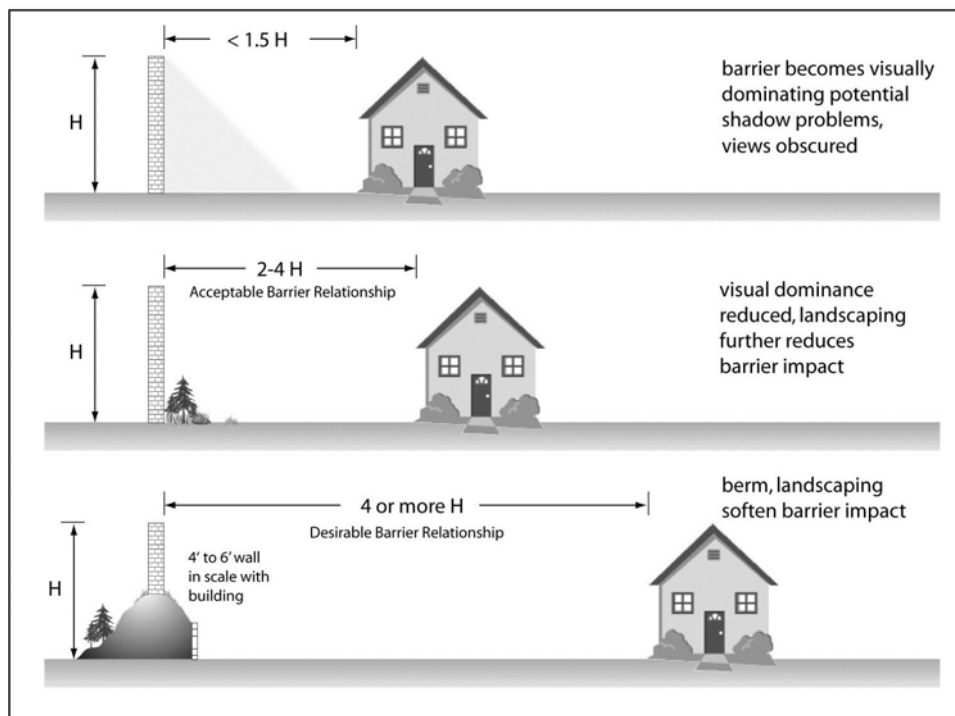 < 1.5 H
H
barrier becomes visually
dominating potential
shadow problems,
views obscured
2-4 H
Acceptable Barrier Relationship
H
visual dominance
reduced, landscaping
further reduces
barrier impact
4 or more H
Desirable Barrier Relationship
berm, landscaping
soften barrier impact
H
4' to 6' wall
in scale with
building